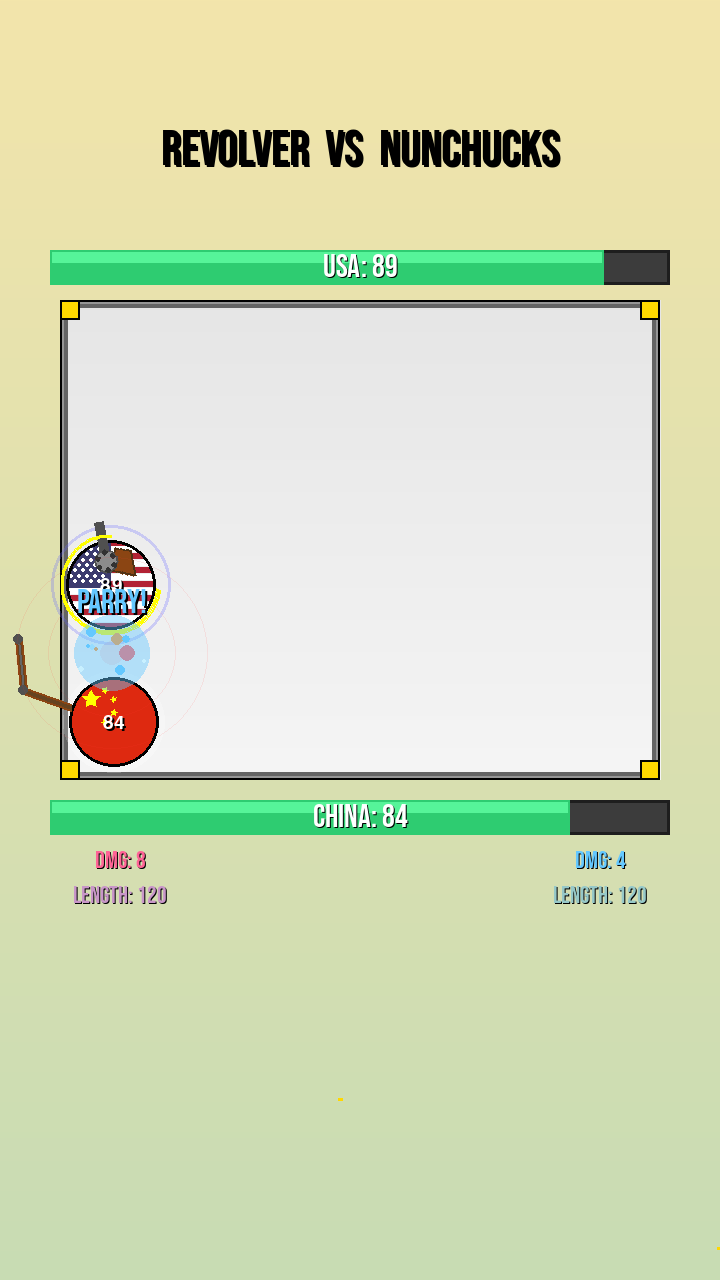 REVOLVER VS NUNCHUCKS
USA: 89
89
PARRY!
84
CHINA: 84
DMG: 8
DMG: 4
LENGTH: 120
LENGTH: 120